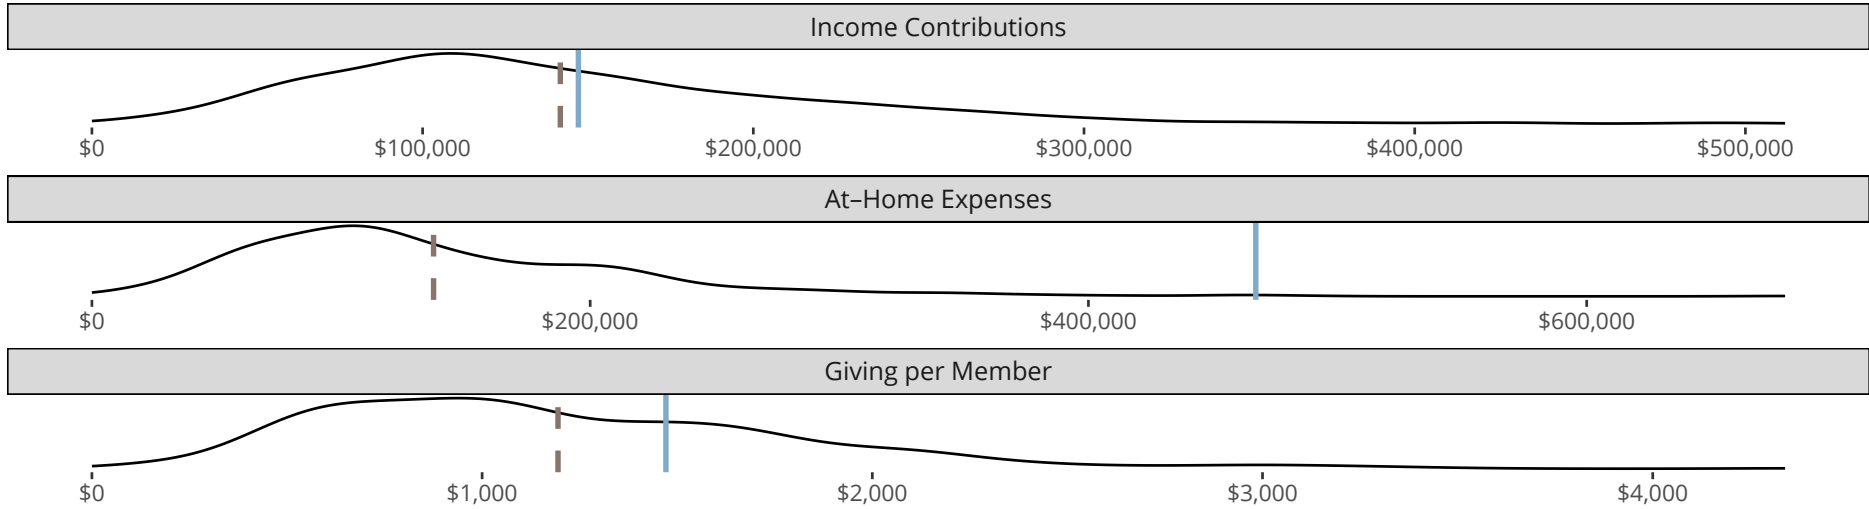 Income Contributions
$0 $100,000 $200,000 $300,000 $400,000 $500,000
At–Home Expenses
$0 $200,000 $400,000 $600,000
Giving per Member
$0 $1,000 $2,000 $3,000 $4,000